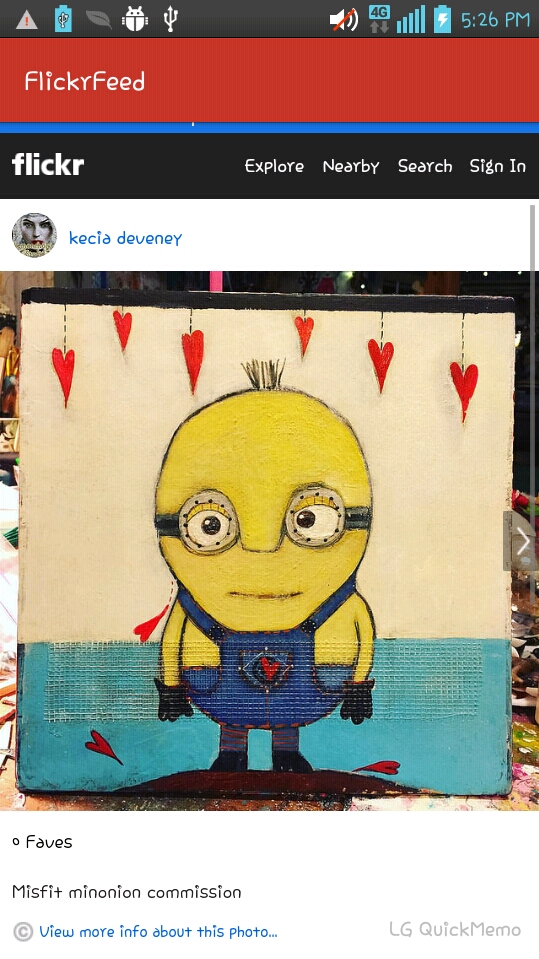 4G 5:26 PM
FlickrFeed
flickr Explore Nearby Search Sign In
kecia deveney
0 Faves
Misfit minonion commission
© View more info about this photo...
LG QuickMemo